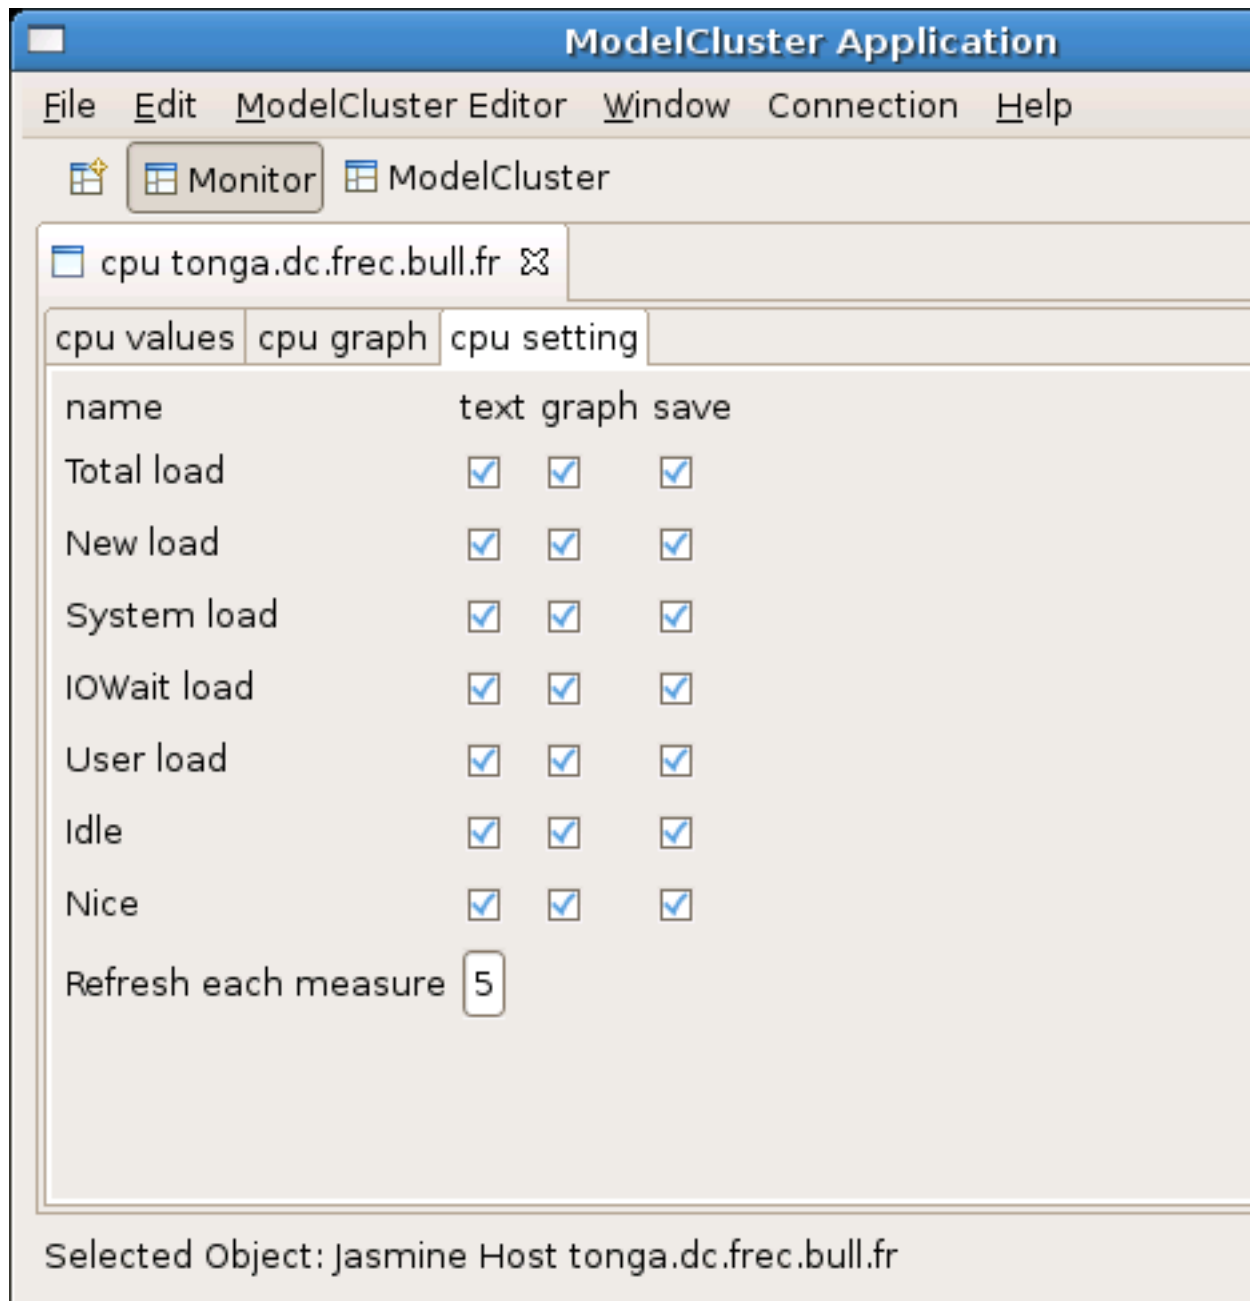 ModelCluster Application
File Edit ModelCluster Editor Window Connection Help
Monitor ModelCluster
cpu tonga.dc.frec.bull.fr
cpu values cpu graph cpu setting
name text graph save
Total load
New load
System load
IOWait load
User load
Idle
Nice
Refresh each measure 5
Selected Object: Jasmine Host tonga.dc.frec.bull.fr